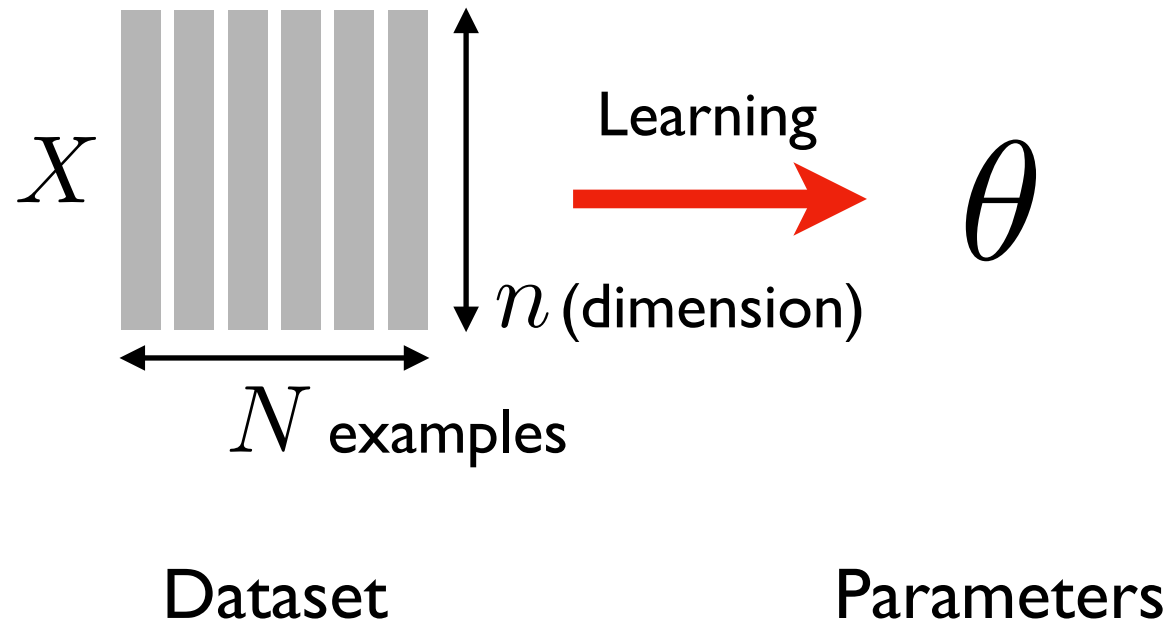 X
Learning
θ
n (dimension)
N examples
Dataset
Parameters